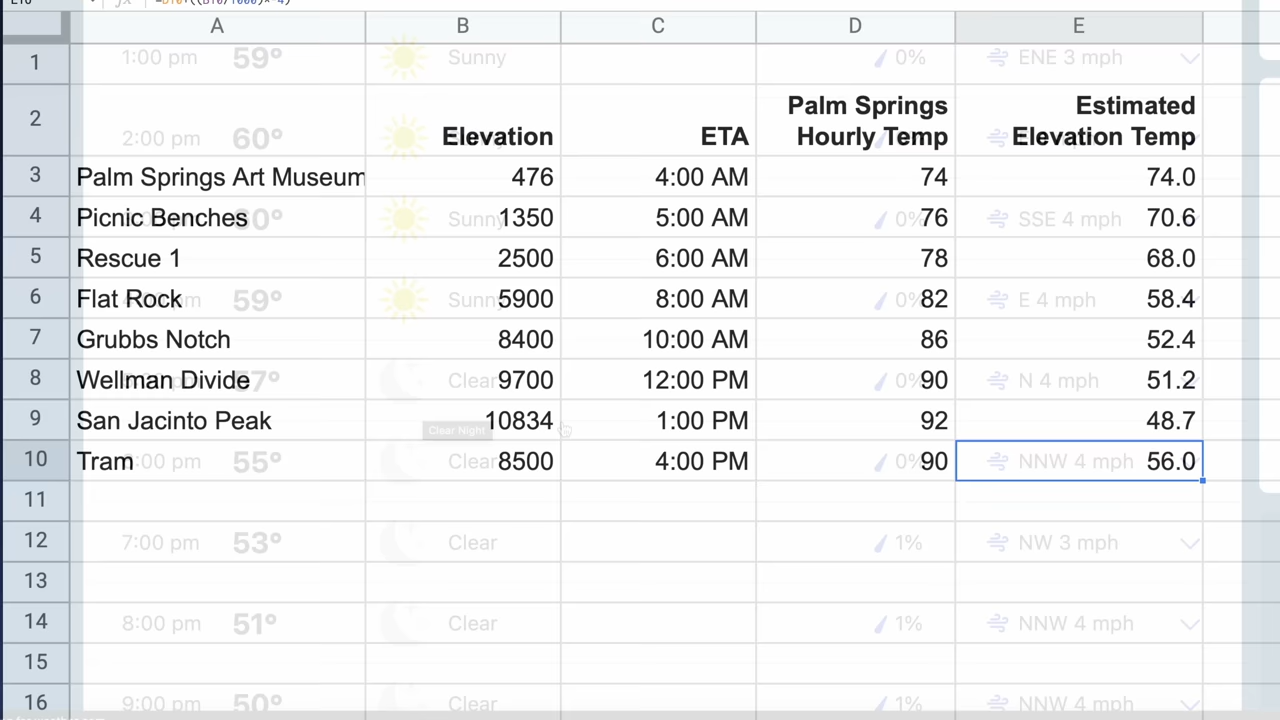 A B C D E
1 1:00 pm 59° Sunny 0% ENE 3 mph
Palm Springs Estimated
2 2:00 pm 60° Elevation ETA Hourly Temp Elevation Temp
3 Palm Springs Art Museum 476 4:00 AM 74 74.0
4 Picnic Benches Sunny 1350 5:00 AM 0% 76 SSE 4 mph 70.6
5 Rescue 1 2500 6:00 AM 78 68.0
6 Flat Rock 59° 5900 8:00 AM 0% 82 E 4 mph 58.4
7 Grubbs Notch 8400 10:00 AM 86 52.4
8 Wellman Divide 57° Clear 9700 12:00 PM 0% 90 N 4 mph 51.2
9 San Jacinto Peak 10834 1:00 PM 92 48.7
Clear Night
10 Tram 55° Clear 8500 4:00 PM 0% 90 NNW 4 mph 56.0
11
12 7:00 pm 53° Clear 1% NW 3 mph
13
14 8:00 pm 51° Clear 1% NNW 4 mph
15
16 9:00 pm 50° Clear 1% NNW 4 mph